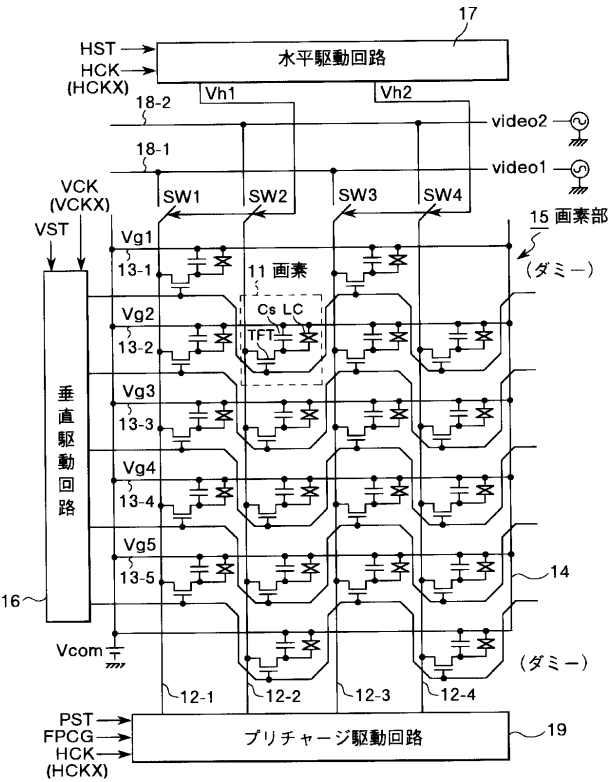 17
HST
水平駆動回路
HCK
(HCKX)
Vh1
Vh2
18-2
video2
18-1
video1
VCK
(VCKX)
SW1
SW2
SW3
SW4
VST
15 画素部
Vg1
13-1
11 画素
(ダミー)
Vg2
Cs LC
13-2
TFT
Vg3
13-3
垂直駆動回路
Vg4
13-4
Vg5
13-5
14
16
Vcom
(ダミー)
12-1
12-2
12-3
12-4
PST
FPCG
プリチャージ駆動回路
19
HCK
(HCKX)